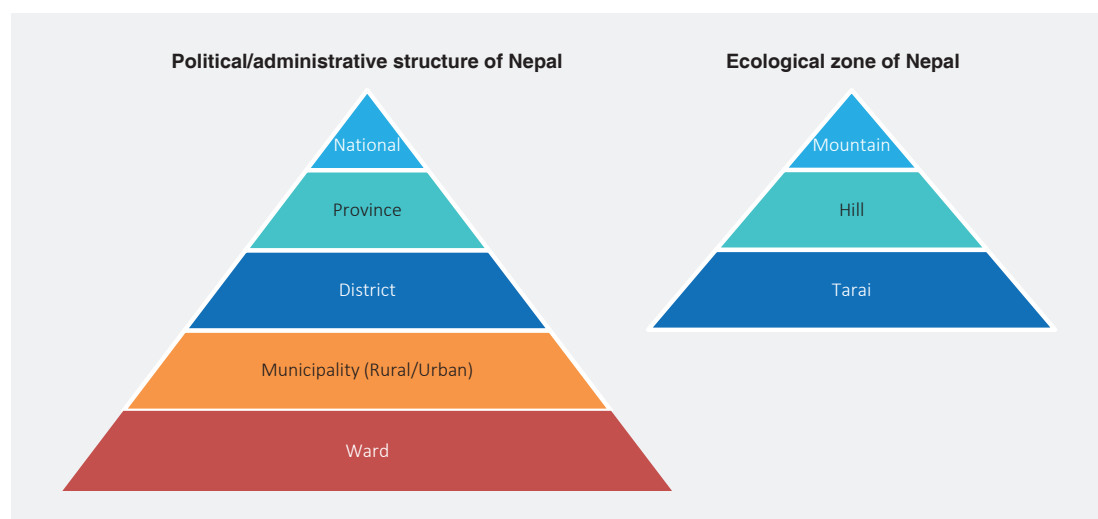 Political/administrative structure of Nepal
National
Province
District
Municipality (Rural/Urban)
Ward
Ecological zone of Nepal
Mountain
Hill
Tarai